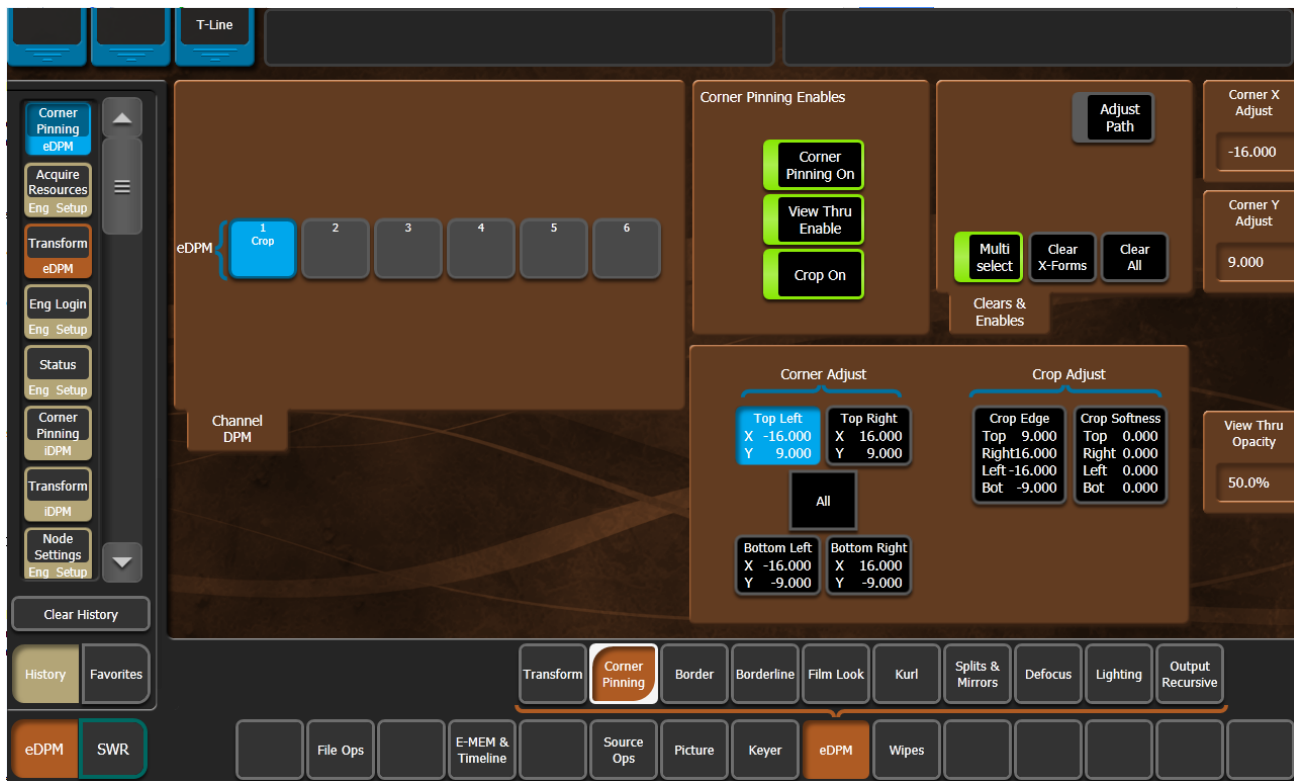 T-Line
Corner
Pinning
eDPM
Acquire
Resources
Eng Setup
Transform
eDPM
Eng Login
Eng Setup
Status
Eng Setup
Corner
Pinning
iDPM
Transform
iDPM
Node
Settings
Eng Setup
Clear History
History
Favorites
eDPM
SWR
eDPM
1
Crop
2
3
4
5
6
Channel
DPM
Corner Pinning Enables
Corner
Pinning On
View Thru
Enable
Crop On
Adjust
Path
Multi
select
Clear
X-Forms
Clear
All
Clears &
Enables
Corner X
Adjust
-16.000
Corner Y
Adjust
9.000
Corner Adjust
Top Left
X -16.000
Y 9.000
Top Right
X 16.000
Y 9.000
All
Bottom Left
X -16.000
Y -9.000
Bottom Right
X 16.000
Y -9.000
Crop Adjust
Crop Edge
Top 9.000
Right16.000
Left -16.000
Bot -9.000
Crop Softness
Top 0.000
Right 0.000
Left 0.000
Bot 0.000
View Thru
Opacity
50.0%
Transform
Corner
Pinning
Border
Borderline
Film Look
Kurl
Splits &
Mirrors
Defocus
Lighting
Output
Recursive
File Ops
E-MEM &
Timeline
Source
Ops
Picture
Keyer
eDPM
Wipes